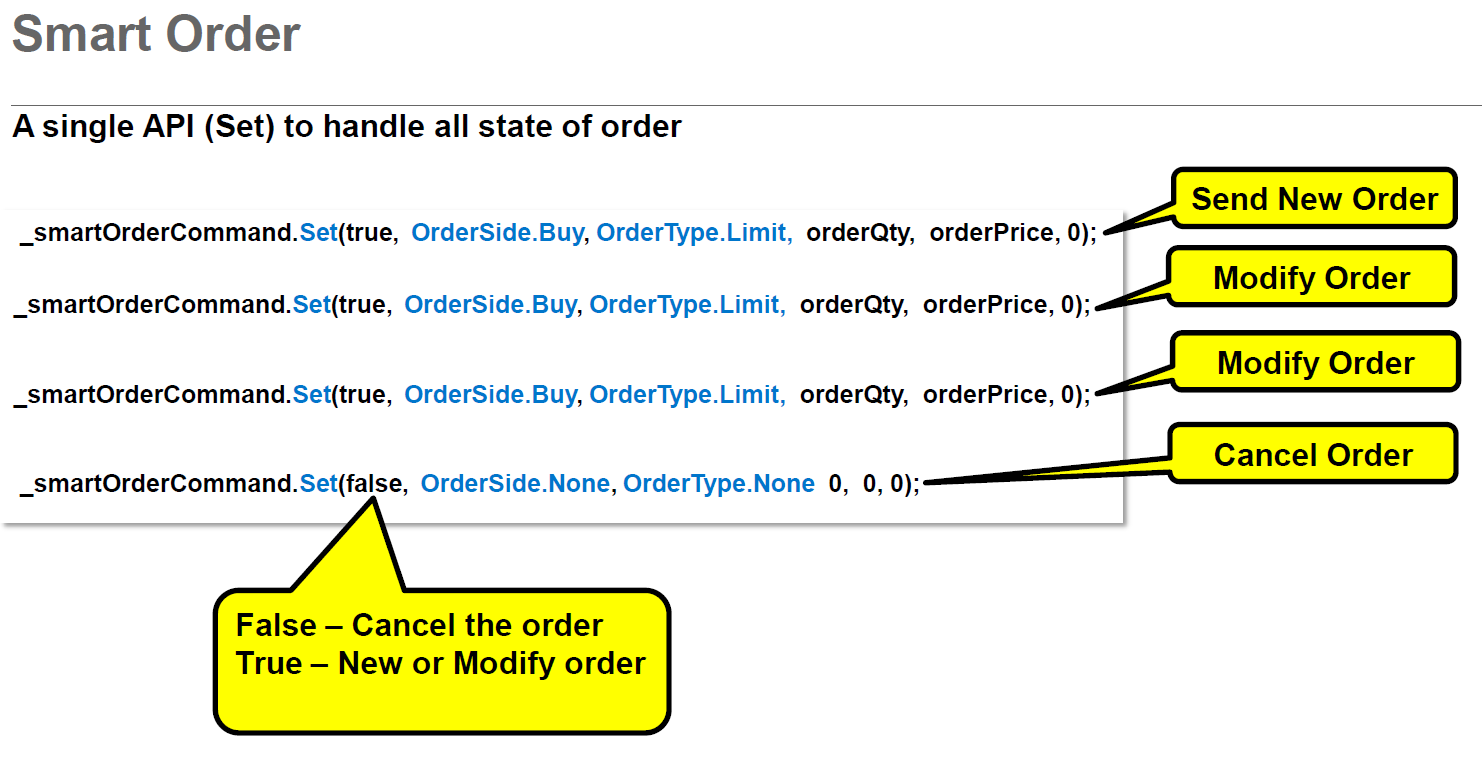 Smart Order
A single API (Set) to handle all state of order
_smartOrderCommand.Set(true, OrderSide.Buy, OrderType.Limit, orderQty, orderPrice, 0);
Send New Order
_smartOrderCommand.Set(true, OrderSide.Buy, OrderType.Limit, orderQty, orderPrice, 0);
Modify Order
_smartOrderCommand.Set(true, OrderSide.Buy, OrderType.Limit, orderQty, orderPrice, 0);
Modify Order
_smartOrderCommand.Set(false, OrderSide.None, OrderType.None 0, 0, 0);
Cancel Order
False – Cancel the order
True – New or Modify order